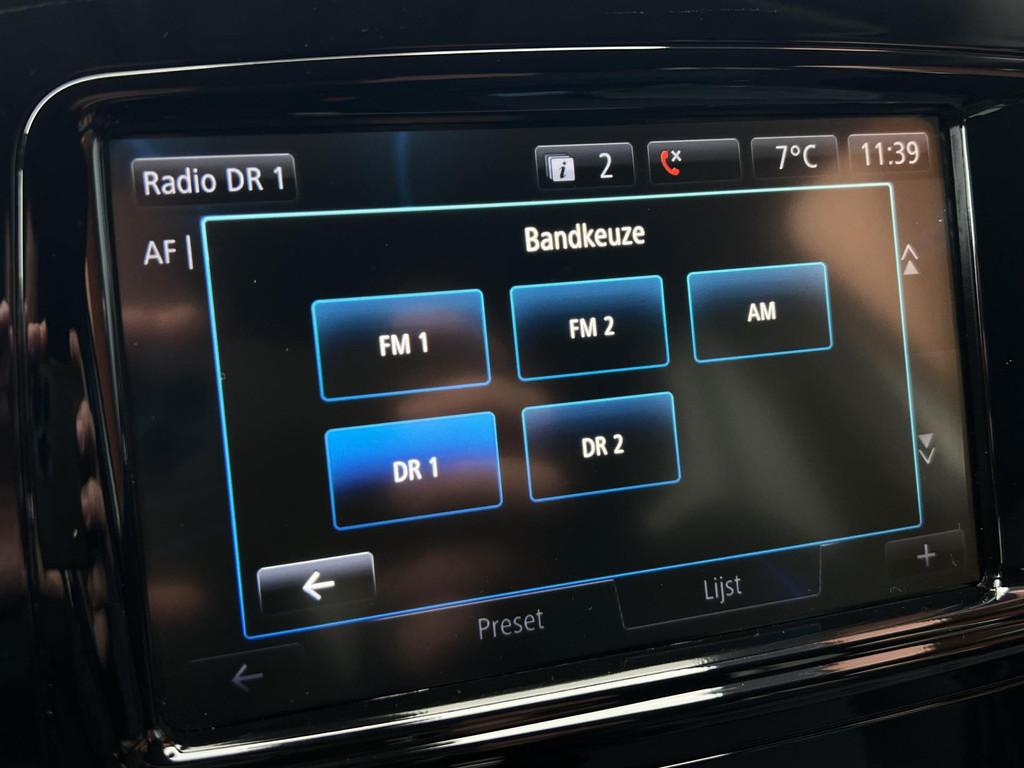 Radio DR 1
i 2
7°C
11:39
AF |
Bandkeuze
FM 1
FM 2
AM
DR 1
DR 2
Preset
Lijst
+